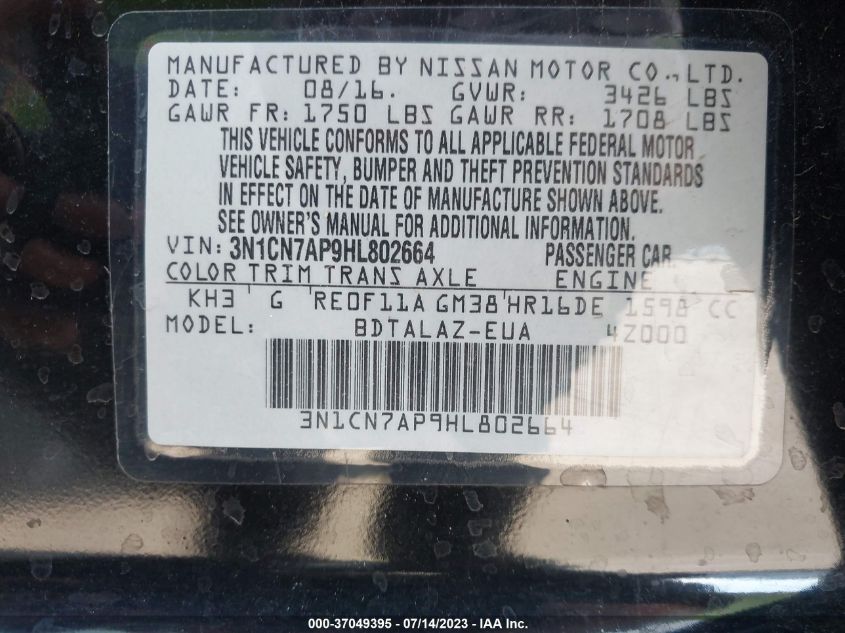 MANUFACTURED BY NISSAN MOTOR CO.,LTD.
DATE: 08/16. GVWR: 3426 LBS
GAWR FR: 1750 LBS GAWR RR: 1708 LBS
THIS VEHICLE CONFORMS TO ALL APPLICABLE FEDERAL MOTOR
VEHICLE SAFETY, BUMPER AND THEFT PREVENTION STANDARDS
IN EFFECT ON THE DATE OF MANUFACTURE SHOWN ABOVE.
SEE OWNER'S MANUAL FOR ADDITIONAL INFORMATION.
VIN: 3N1CN7AP9HL802664 PASSENGER CAR.
COLOR TRIM TRANS AXLE ENGINE
KH3 G RE0F11A GM38 HR16DE 1598 CC
MODEL: BDTALAZ-EUA 4Z000
3N1CN7AP9HL802664
000-37049395 - 07/14/2023 - IAA Inc.